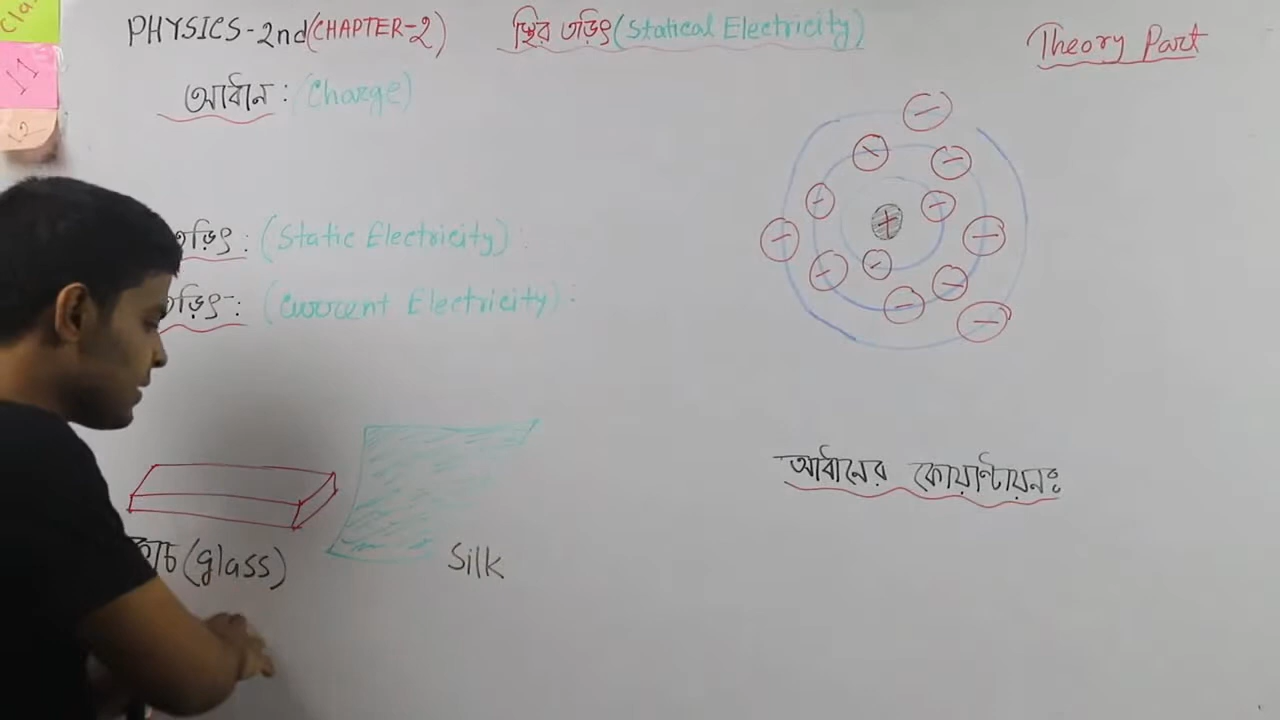 PHYSICS-2nd(CHAPTER-2) স্থির তড়িৎ (Statical Electricity) Theory Part
আধান : (Charge)
তড়িৎ : (Static Electricity) :
তড়িৎ-: (Current Electricity) :
আধানের কোয়ান্টায়নঃ
(glass) Silk
11